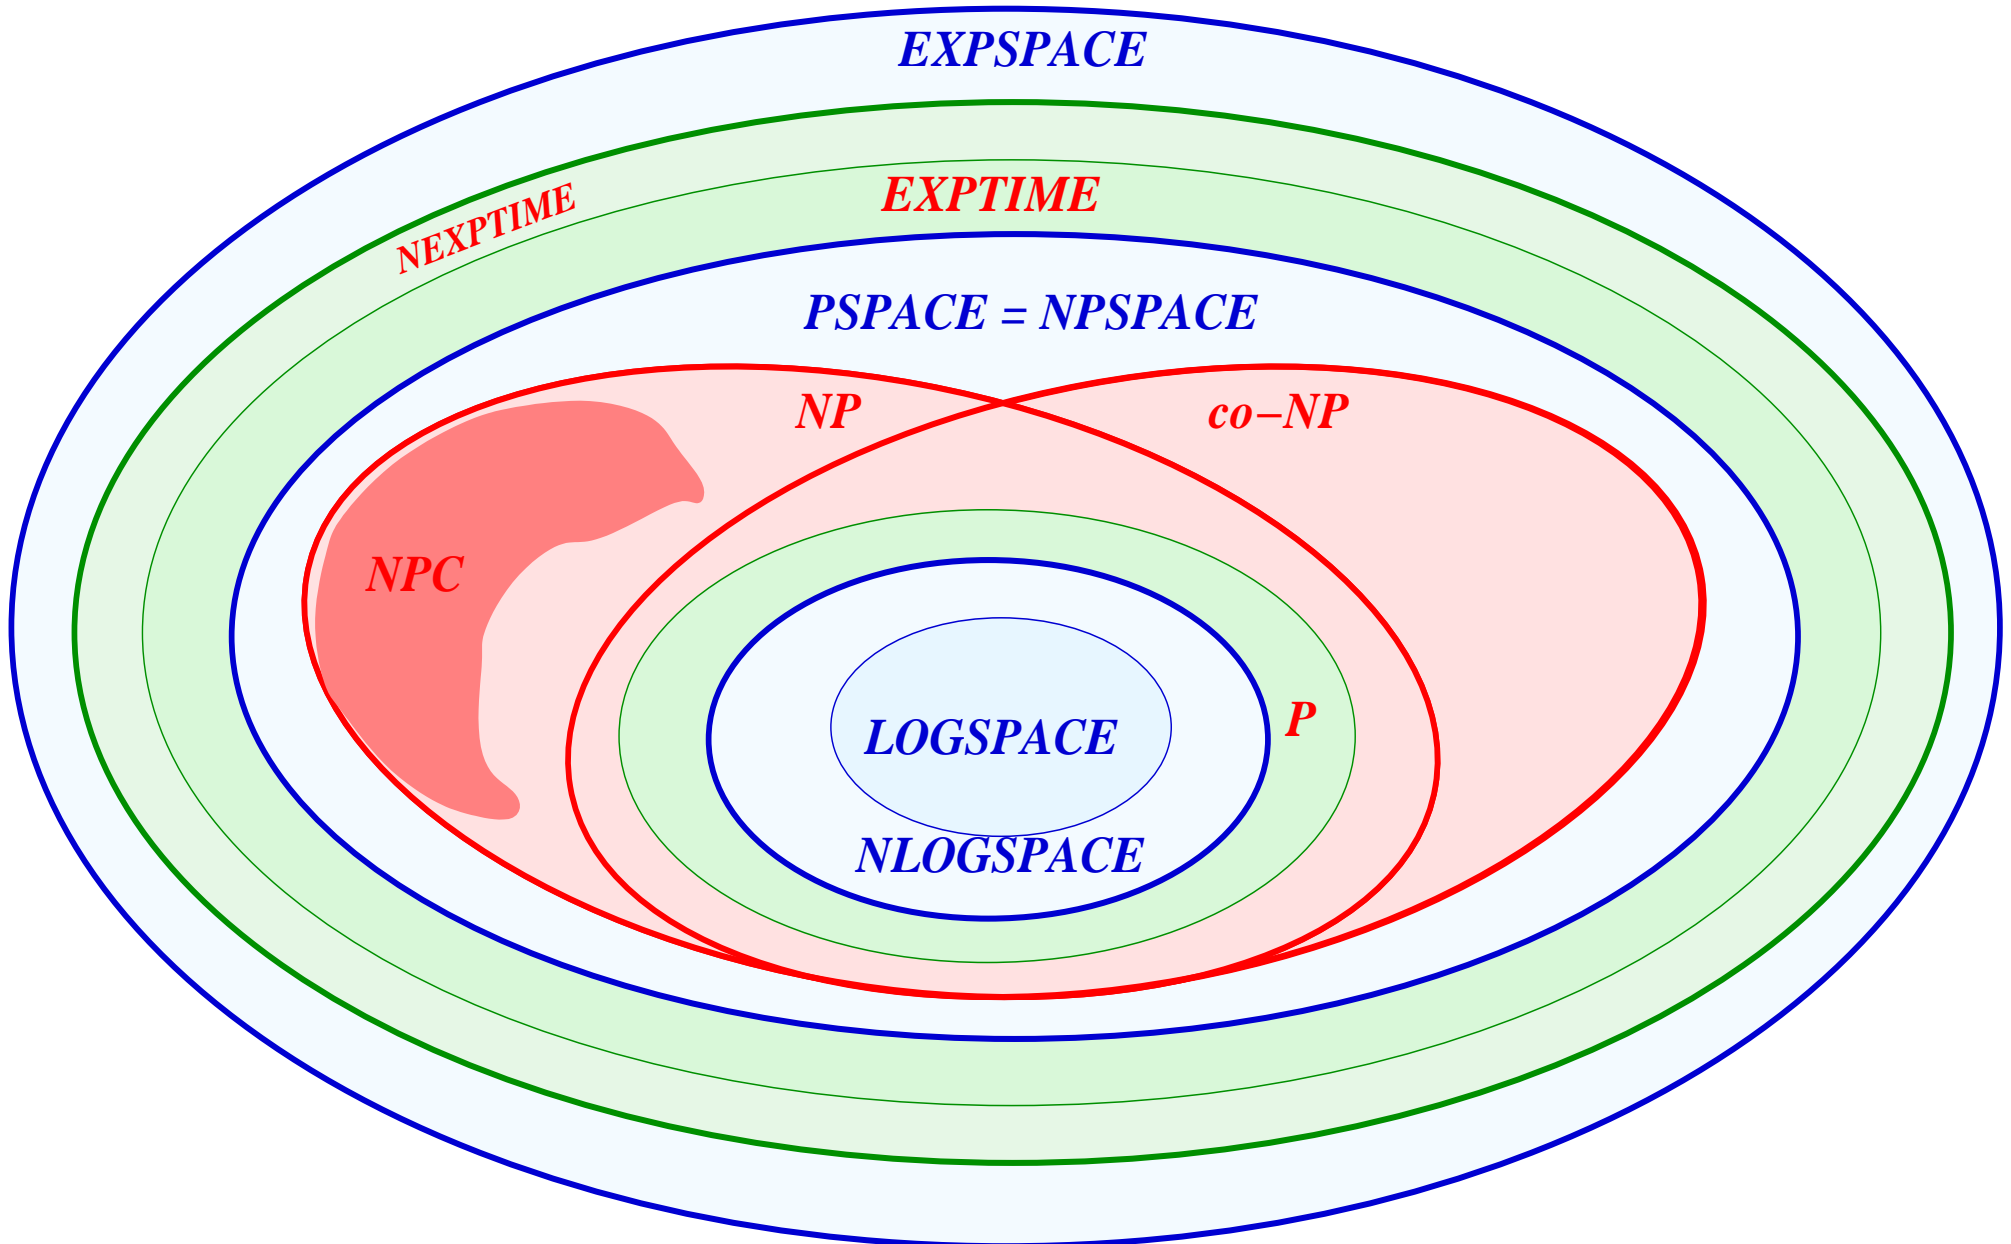 EXPSPACE
EXPTIME
NEXPTIME
PSPACE = NPSPACE
NP
co–NP
NPC
P
LOGSPACE
NLOGSPACE